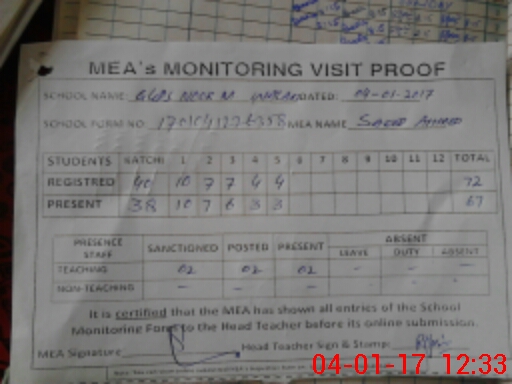 MEA's MONITORING VISIT PROOF
SCHOOL NAME: GGPS NOOR M DATED: 04-01-2017
SCHOOL FORM NO. MEA NAME
STUDENTS KATCHI 1 2 3 4 5 6 7 8 9 10 11 12 TOTAL
REGISTRED 40 10 7 7 4 4 72
PRESENT 38 10 7 6 3 3 67
PRESENCE STAFF SANCTIONED POSTED PRESENT ABSENT
LEAVE DUTY ABSENT
TEACHING 02 02 02 - - -
NON-TEACHING - - - - - -
It is certified that the MEA has shown all entries of the School
Monitoring Form to the Head Teacher before its online submission.
MEA Signature Head Teacher Sign & Stamp:
04-01-17 12:33